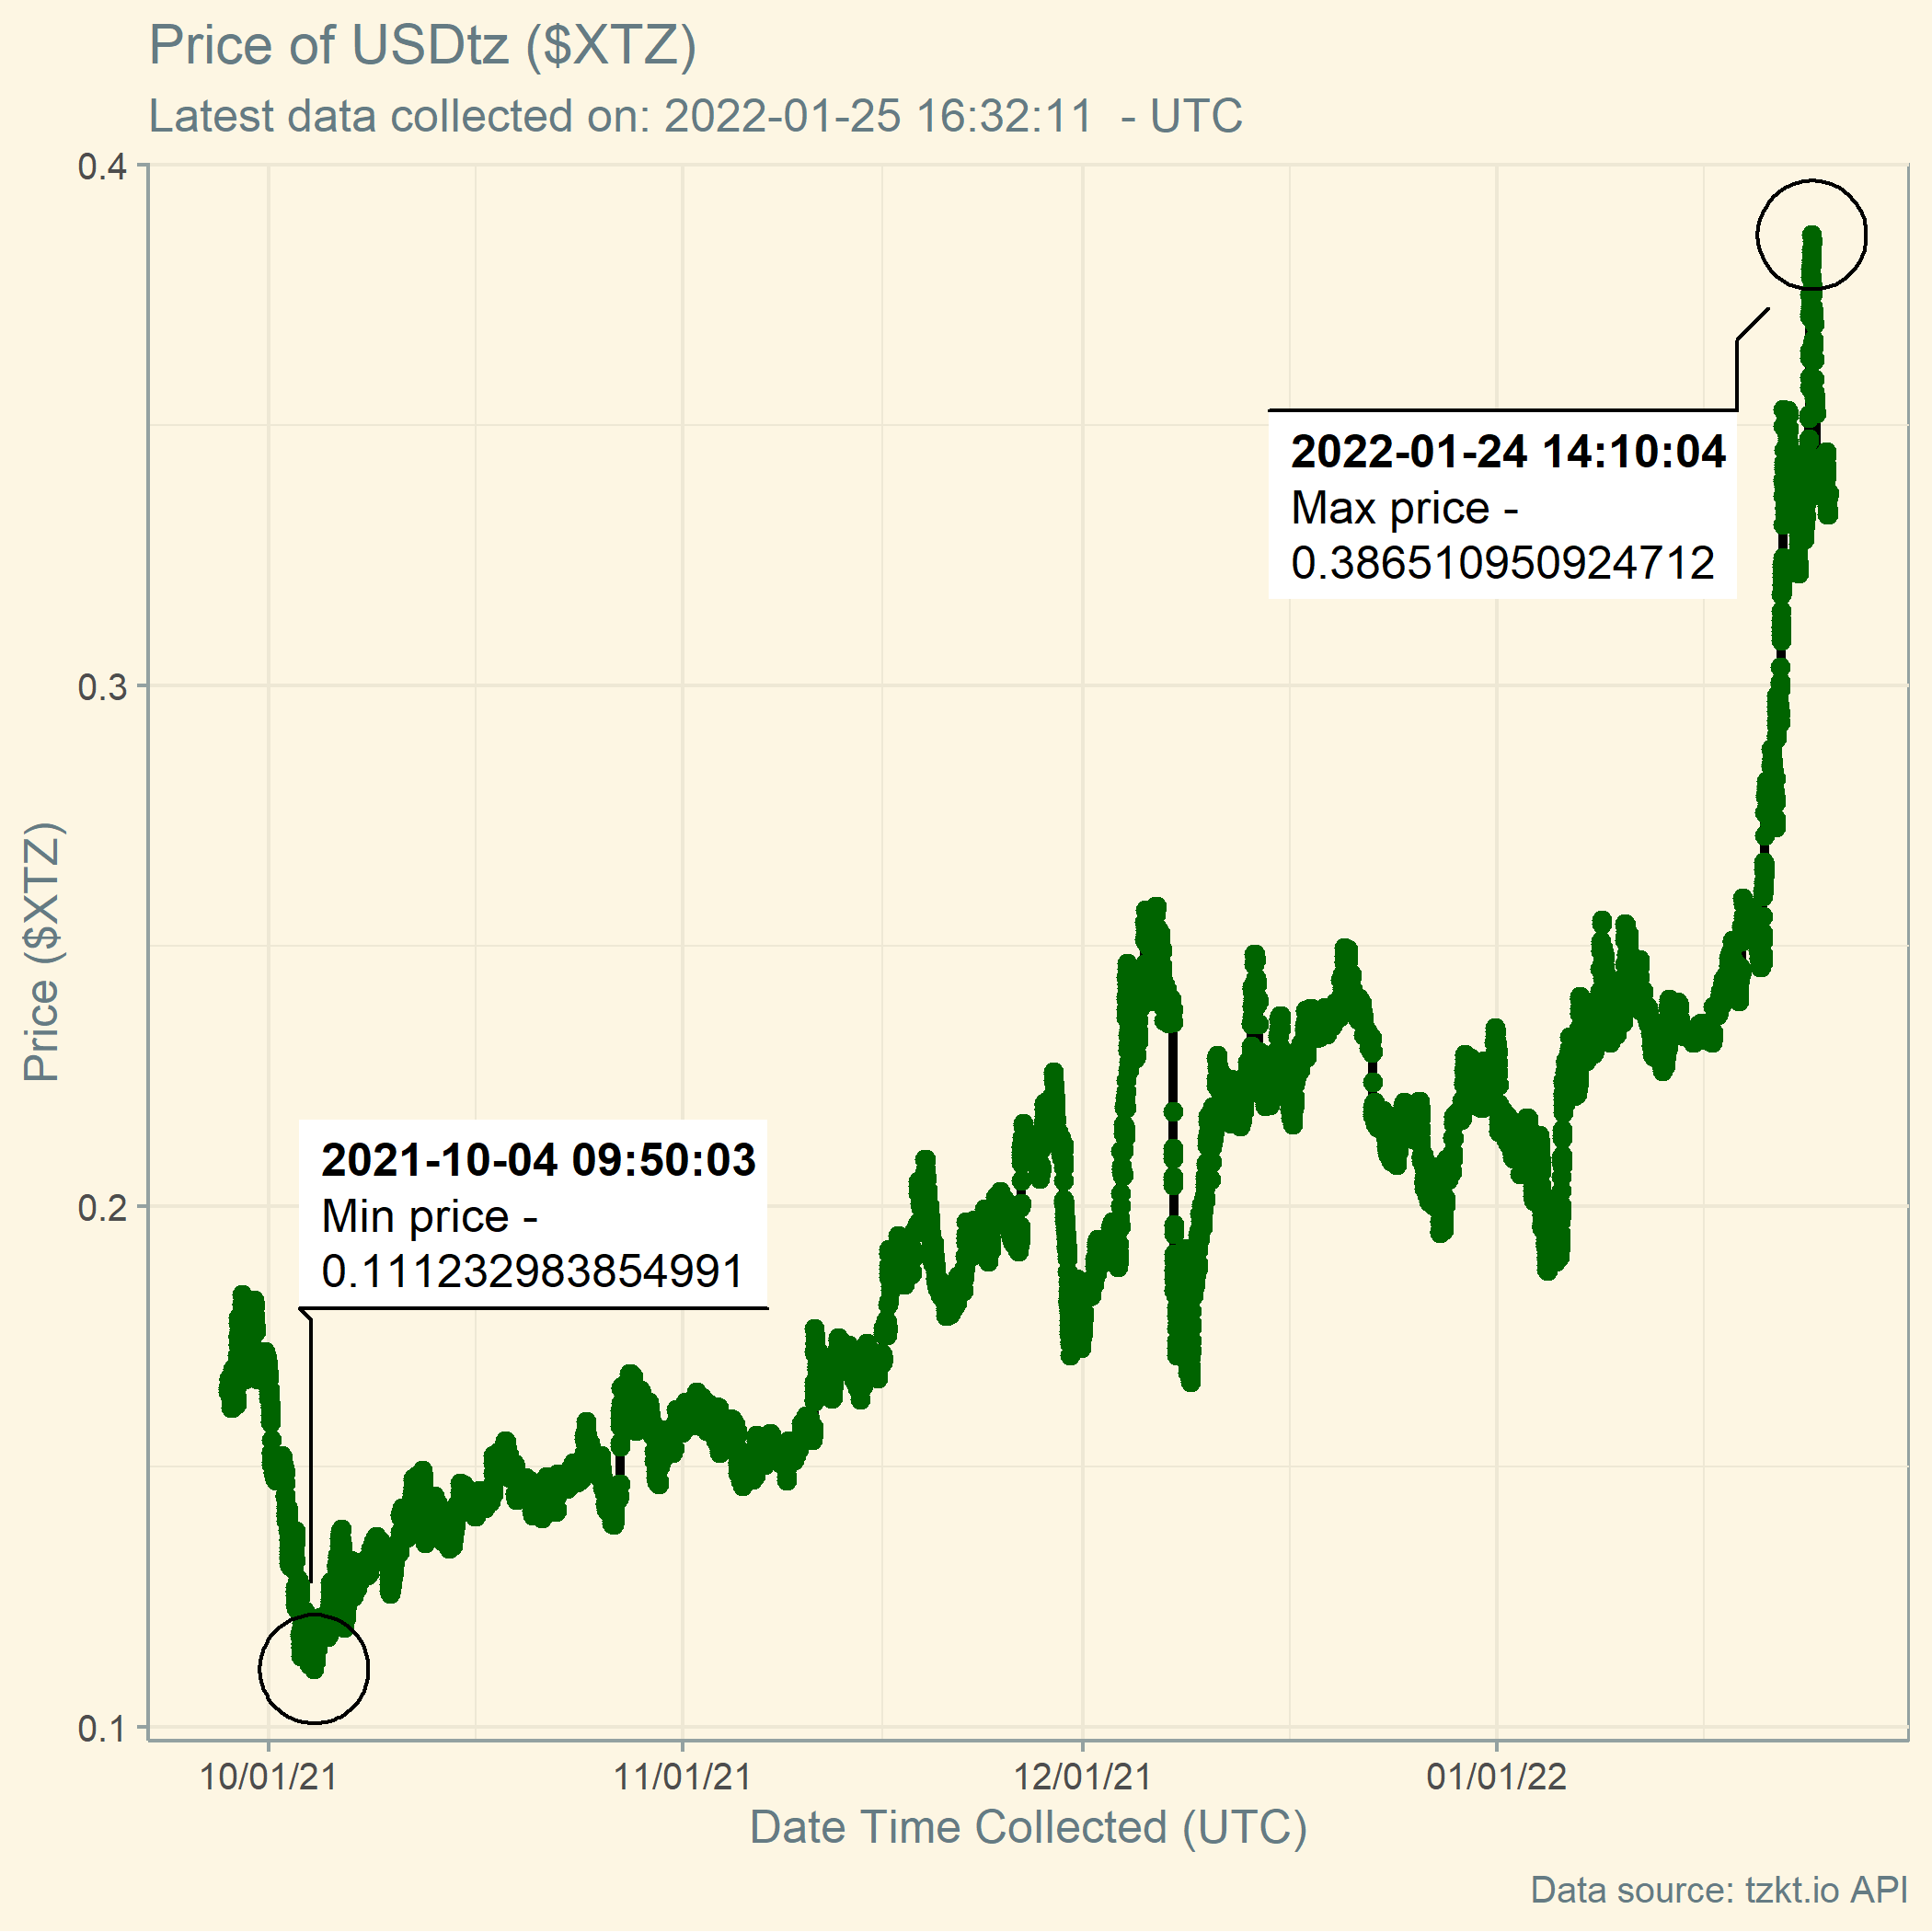 Price of USDtz ($XTZ)
Latest data collected on: 2022-01-25 16:32:11  - UTC
0.4
0.3
0.2
0.1
Price ($XTZ)
2022-01-24 14:10:04
Max price -
0.386510950924712
2021-10-04 09:50:03
Min price -
0.111232983854991
10/01/21
11/01/21
12/01/21
01/01/22
Date Time Collected (UTC)
Data source: tzkt.io API